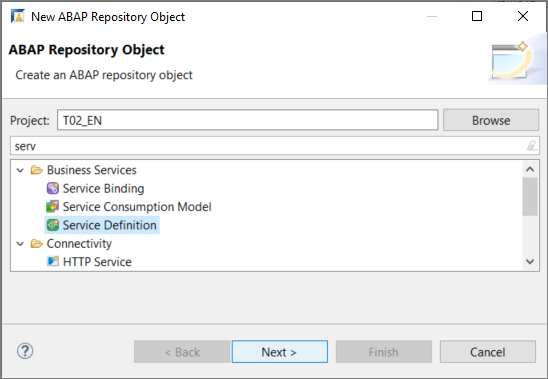 New ABAP Repository Object
ABAP Repository Object
Create an ABAP repository object
Project: T02_EN Browse
serv
Business Services
Service Binding
Service Consumption Model
Service Definition
Connectivity
HTTP Service
? < Back Next > Finish Cancel